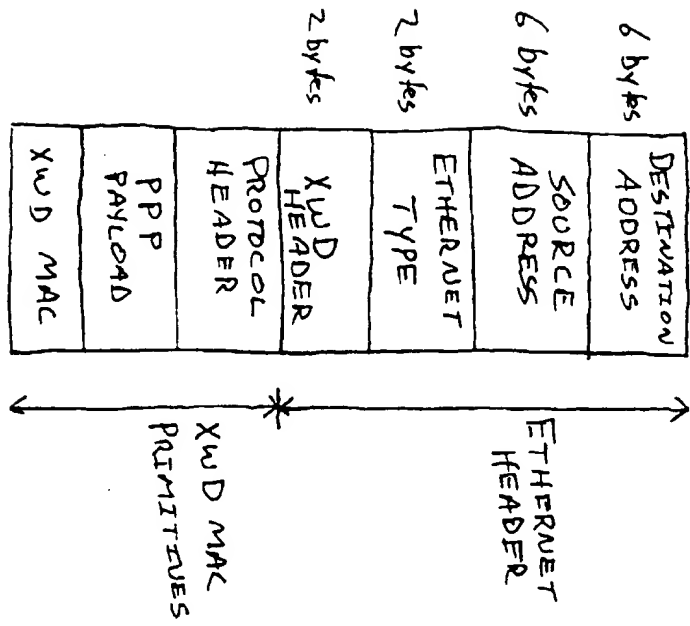 6 bytes
DESTINATION
ADDRESS
6 bytes
SOURCE
ADDRESS
2 bytes
ETHERNET
TYPE
2 bytes
XWD
HEADER
ETHERNET
HEADER
PROTOCOL
HEADER
PPP
PAYLOAD
XWD MAC
XWD MAC
PRIMITIVES